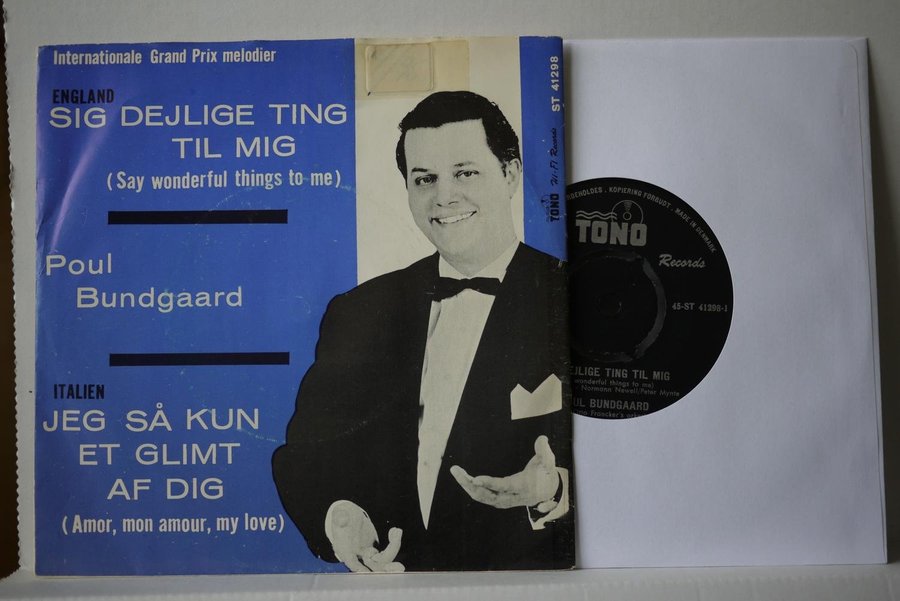 Internationale Grand Prix melodier
ENGLAND
SIG DEJLIGE TING
TIL MIG
(Say wonderful things to me)
Poul
Bundgaard
ITALIEN
JEG SÅ KUN
ET GLIMT
AF DIG
(Amor, mon amour, my love)
TONO Hi-Fi Records ST 41298
KOPIERING FORBUDT · MADE IN DENMARK
TONO
Records
45-ST 41298-1
TING TIL MIG
wonderful things to me)
Normann Newell/Peter Mynte
BUNDGAARD